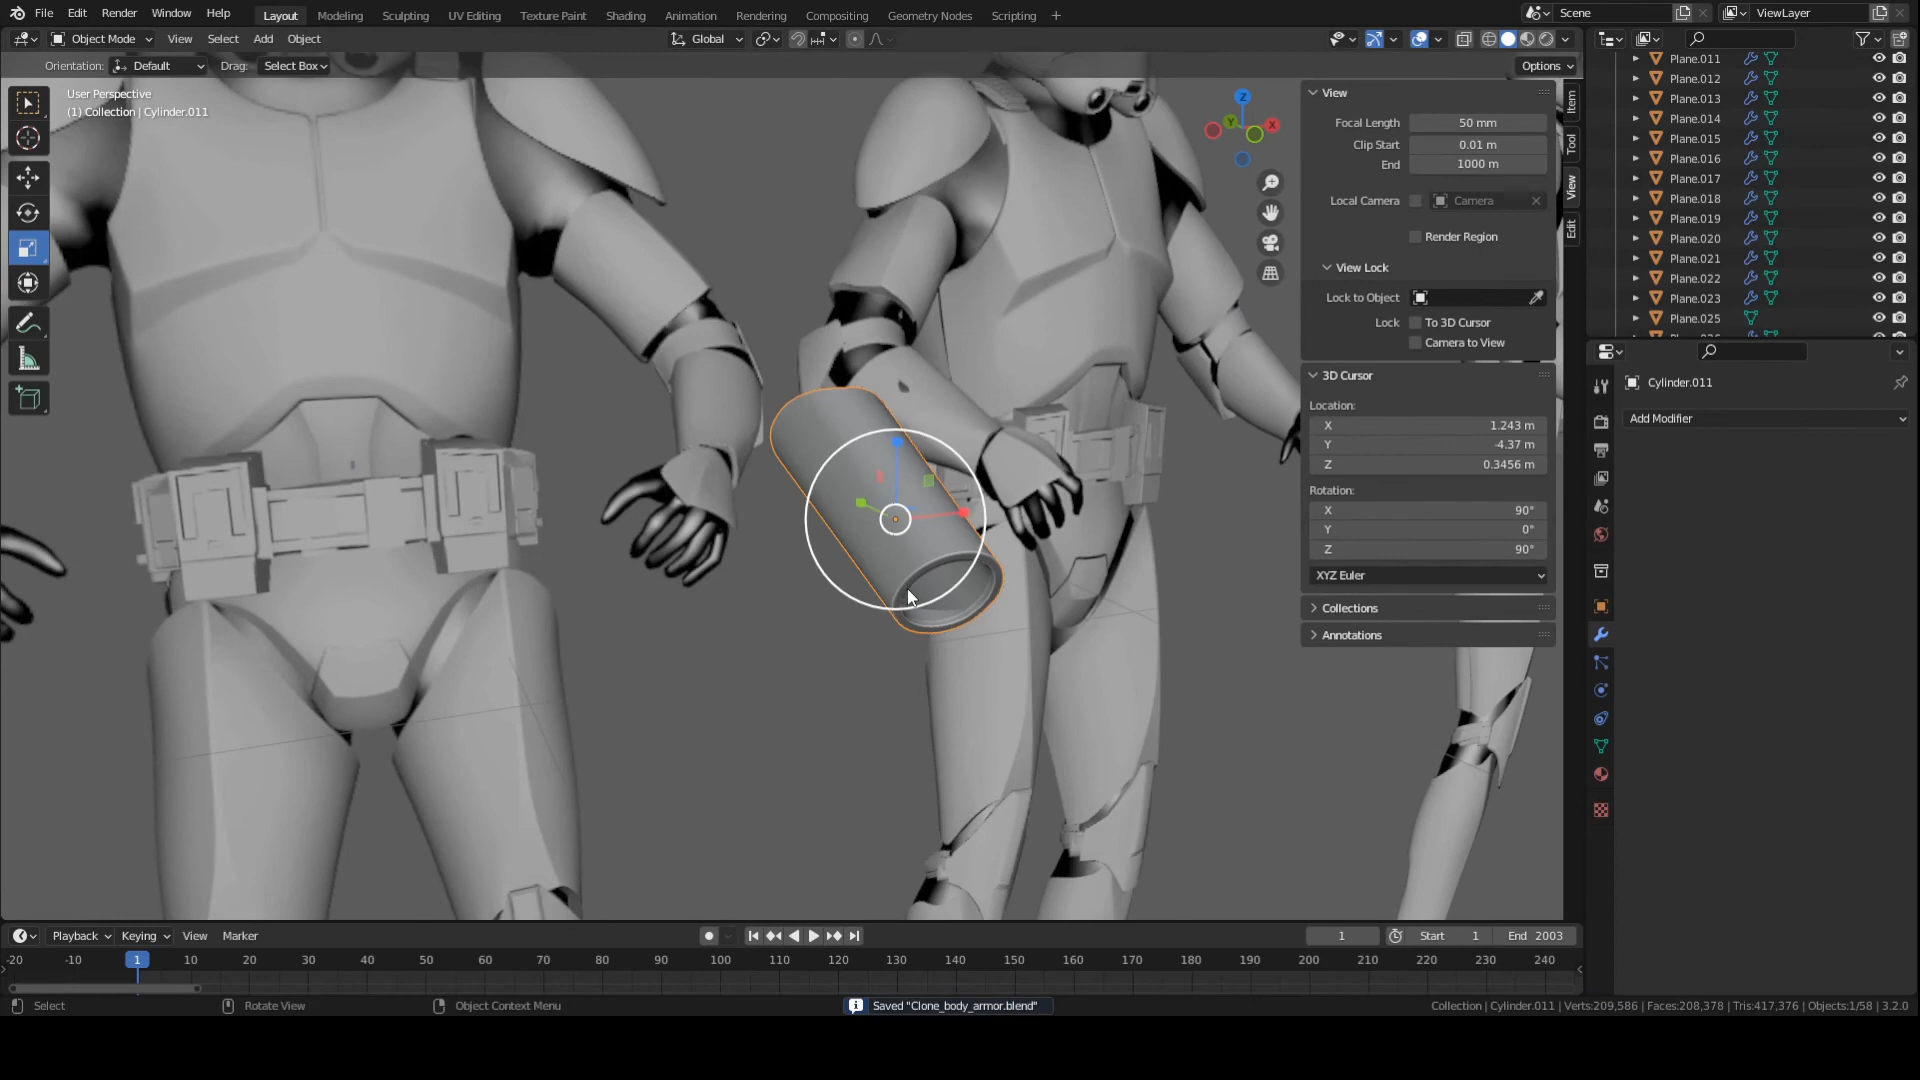 File Edit Render Window Help Layout Modeling Sculpting UV Editing Texture Paint Shading Animation Rendering Compositing Geometry Nodes Scripting + Scene ViewLayer
Object Mode View Select Add Object Global
Orientation: Default Drag: Select Box Options
User Perspective
(1) Collection | Cylinder.011
Z
Y
X
View
Focal Length 50 mm
Clip Start 0.01 m
End 1000 m
Local Camera Camera
Render Region
View Lock
Lock to Object
Lock To 3D Cursor
Camera to View
3D Cursor
Location:
X 1.243 m
Y -4.37 m
Z 0.3456 m
Rotation:
X 90°
Y 0°
Z 90°
XYZ Euler
Collections
Annotations
Item
Tool
View
Edit
Plane.011
Plane.012
Plane.013
Plane.014
Plane.015
Plane.016
Plane.017
Plane.018
Plane.019
Plane.020
Plane.021
Plane.022
Plane.023
Plane.025
Cylinder.011
Add Modifier
Playback Keying View Marker 1 Start 1 End 2003
-20 -10 1 10 20 30 40 50 60 70 80 90 100 110 120 130 140 150 160 170 180 190 200 210 220 230 240
Select Rotate View Object Context Menu Saved "Clone_body_armor.blend" Collection | Cylinder.011 | Verts:209,586 | Faces:208,378 | Tris:417,376 | Objects:1/58 | 3.2.0